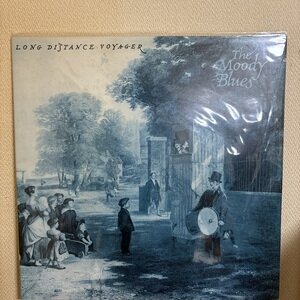 LONG DISTANCE VOYAGER
The
Moody
Blues